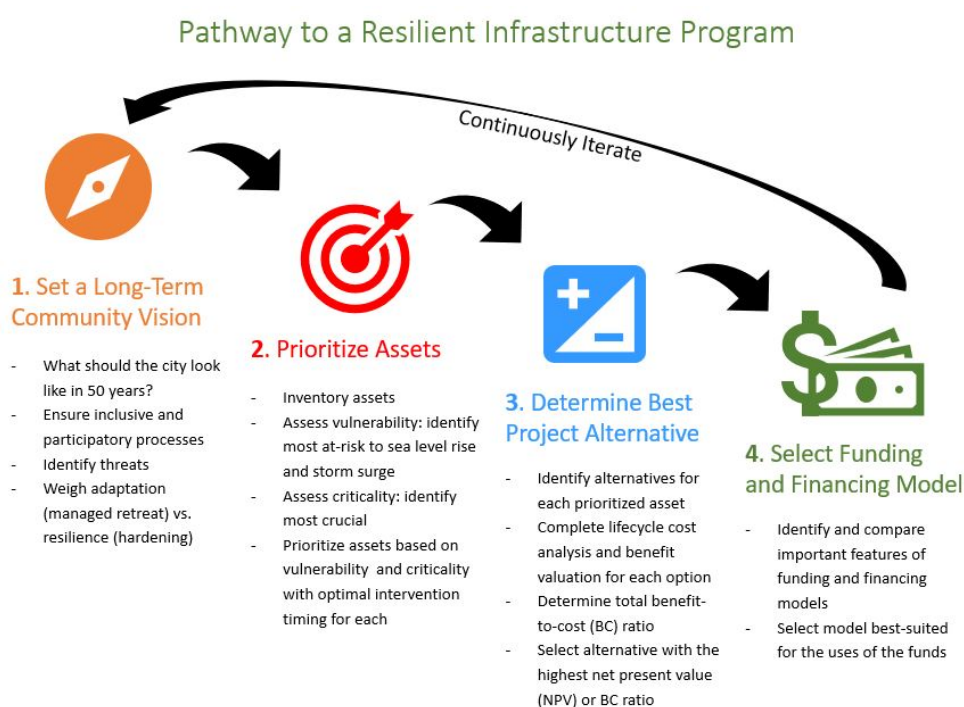 Pathway to a Resilient Infrastructure Program
Continuously Iterate
1. Set a Long-Term
Community Vision
- What should the city look
like in 50 years?
- Ensure inclusive and
participatory processes
- Identify threats
- Weigh adaptation
(managed retreat) vs.
resilience (hardening)
2. Prioritize Assets
- Inventory assets
- Assess vulnerability: identify
most at-risk to sea level rise
and storm surge
- Assess criticality: identify
most crucial
- Prioritize assets based on
vulnerability and criticality
with optimal intervention
timing for each
3. Determine Best
Project Alternative
- Identify alternatives for
each prioritized asset
- Complete lifecycle cost
analysis and benefit
valuation for each option
- Determine total benefit-
to-cost (BC) ratio
- Select alternative with the
highest net present value
(NPV) or BC ratio
4. Select Funding
and Financing Model
- Identify and compare
important features of
funding and financing
models
- Select model best-suited
for the uses of the funds